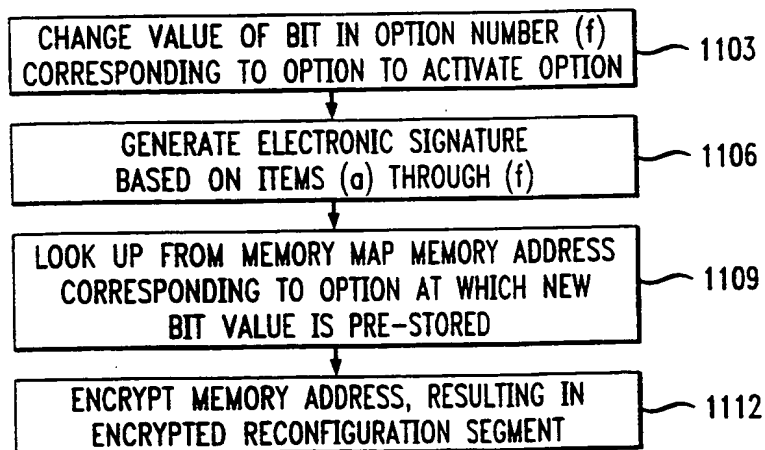 CHANGE VALUE OF BIT IN OPTION NUMBER (f)
CORRESPONDING TO OPTION TO ACTIVATE OPTION
1103
GENERATE ELECTRONIC SIGNATURE
BASED ON ITEMS (a) THROUGH (f)
1106
LOOK UP FROM MEMORY MAP MEMORY ADDRESS
CORRESPONDING TO OPTION AT WHICH NEW
BIT VALUE IS PRE-STORED
1109
ENCRYPT MEMORY ADDRESS, RESULTING IN
ENCRYPTED RECONFIGURATION SEGMENT
1112